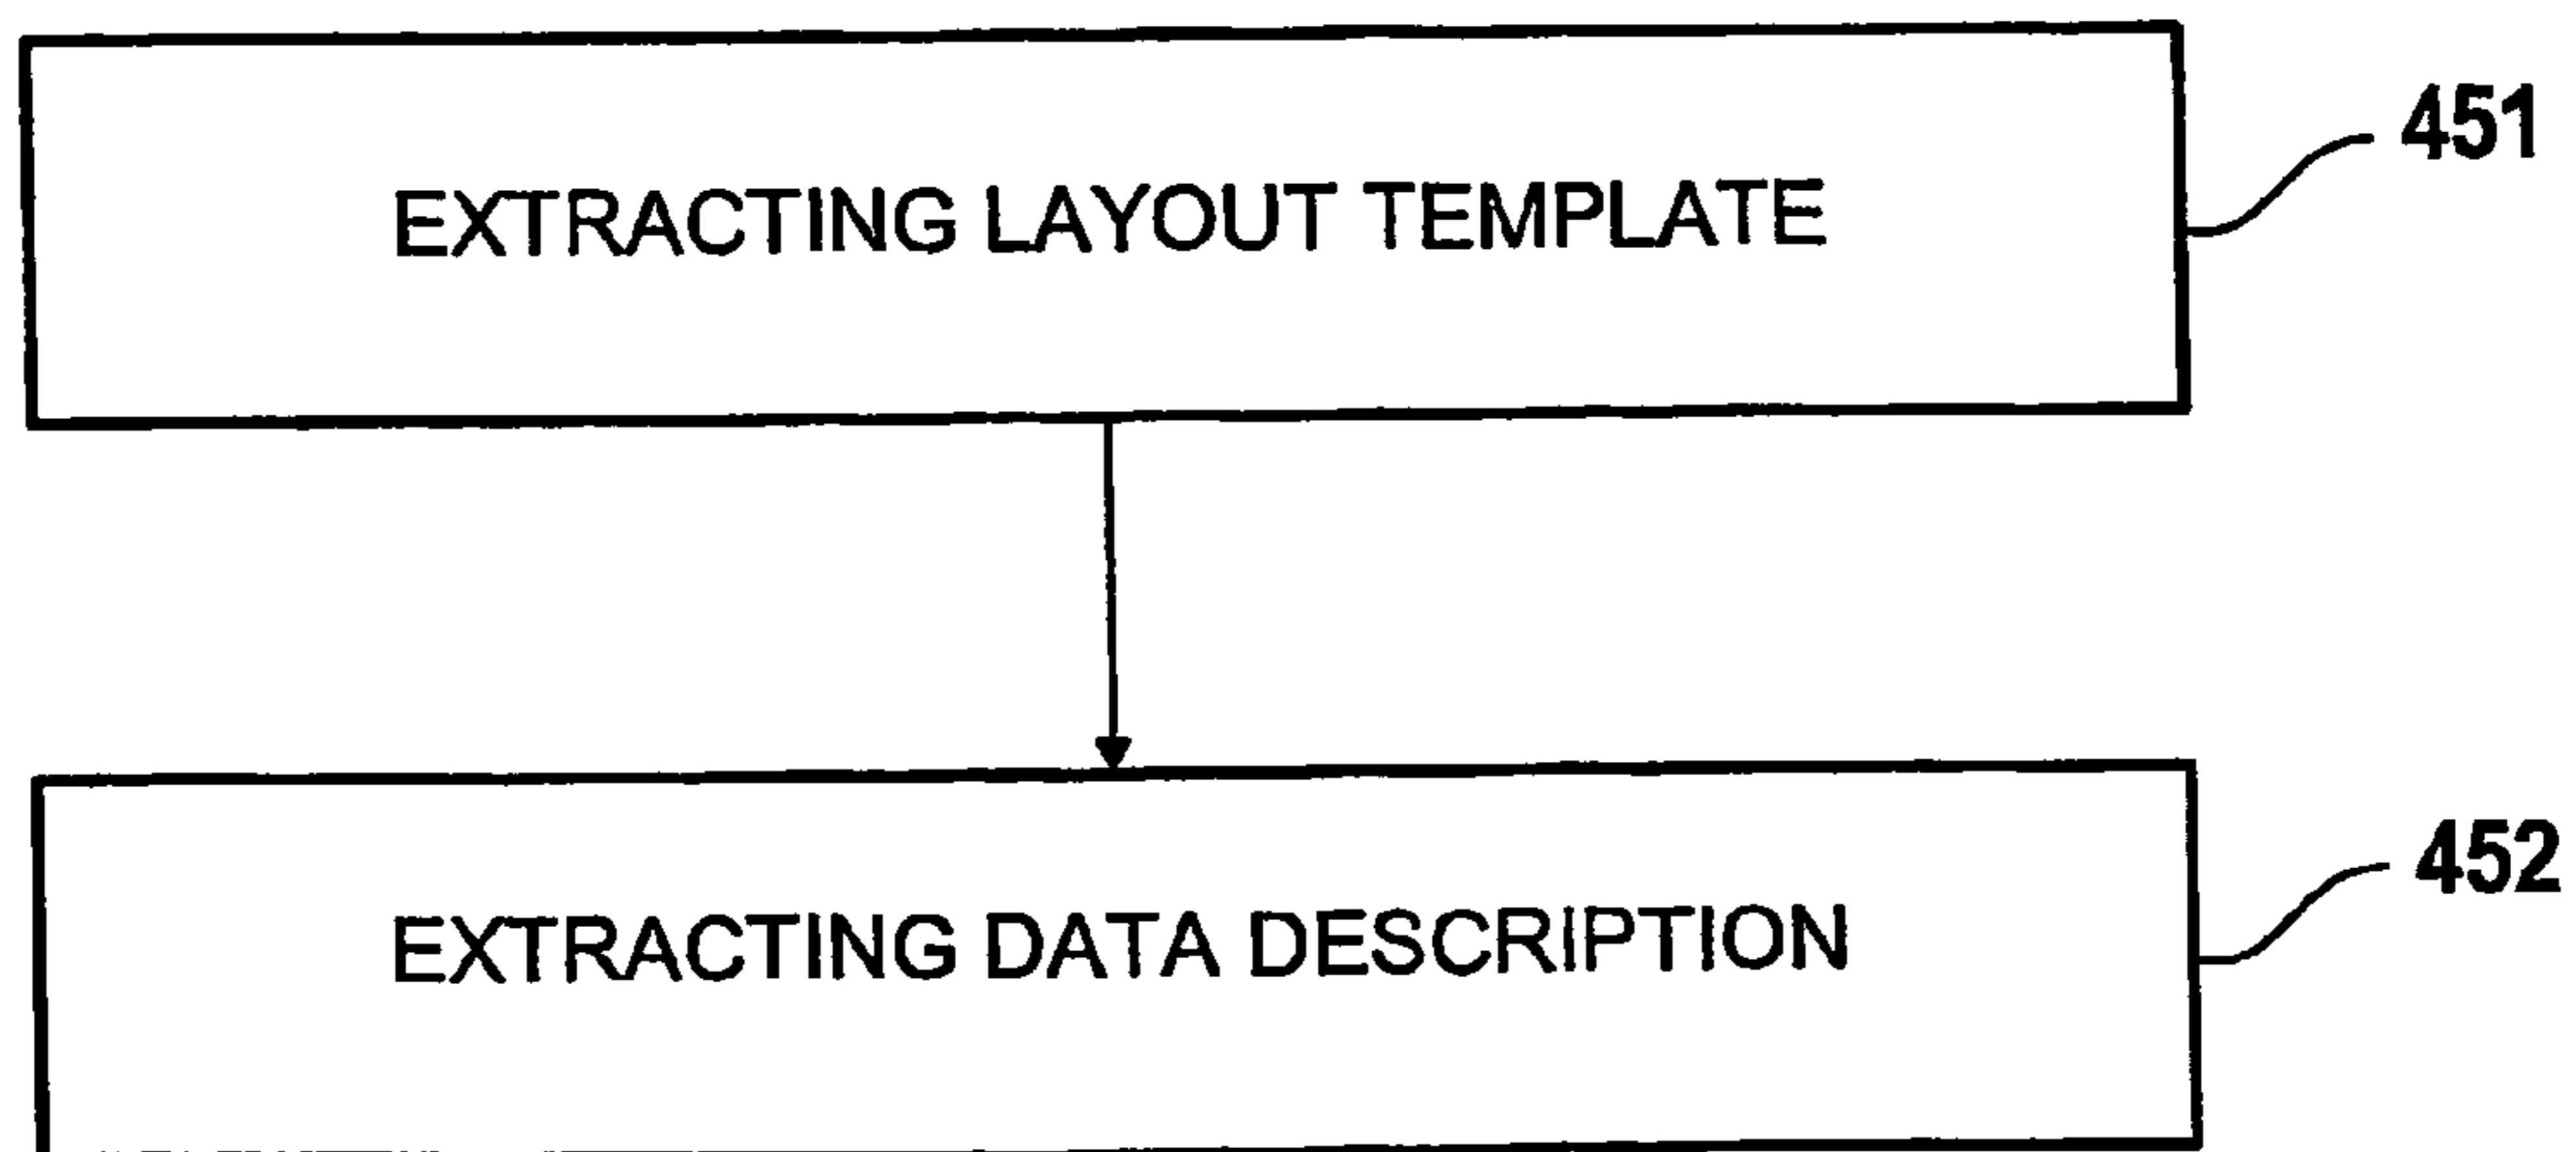 451
EXTRACTING LAYOUT TEMPLATE
452
EXTRACTING DATA DESCRIPTION